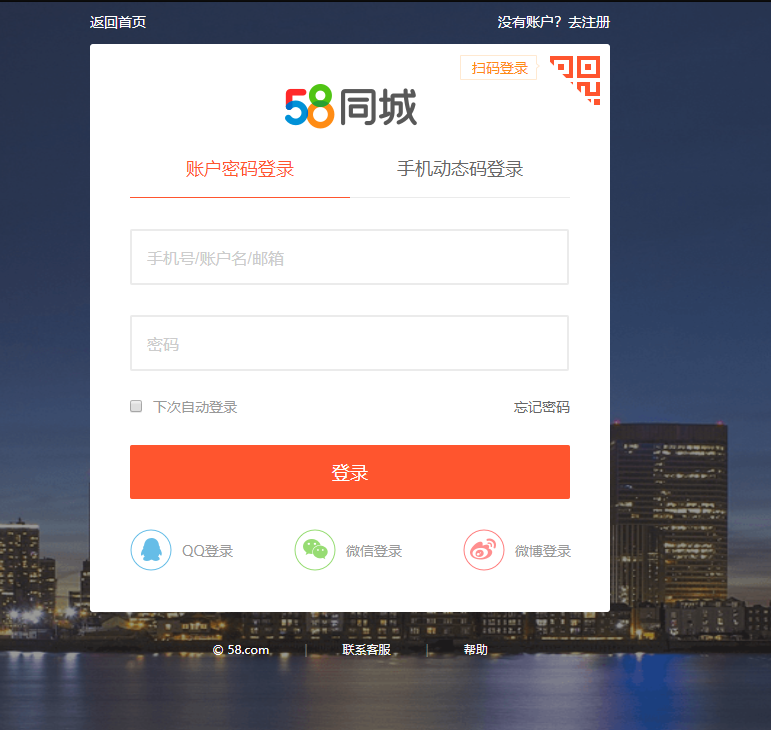 返回首页
没有账户？去注册
扫码登录
58同城
账户密码登录
手机动态码登录
手机号/账户名/邮箱
密码
下次自动登录
忘记密码
登录
QQ登录
微信登录
微博登录
© 58.com | 联系客服 | 帮助